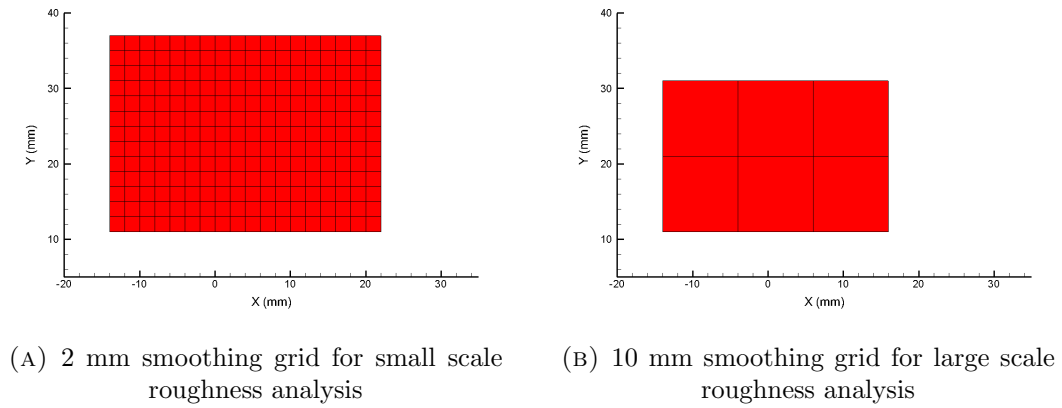 40
30
20
10
-20 -10 0 10 20 30
Y (mm)
X (mm)
40
30
20
10
-20 -10 0 10 20 30
Y (mm)
X (mm)
(A) 2 mm smoothing grid for small scale
roughness analysis
(B) 10 mm smoothing grid for large scale
roughness analysis